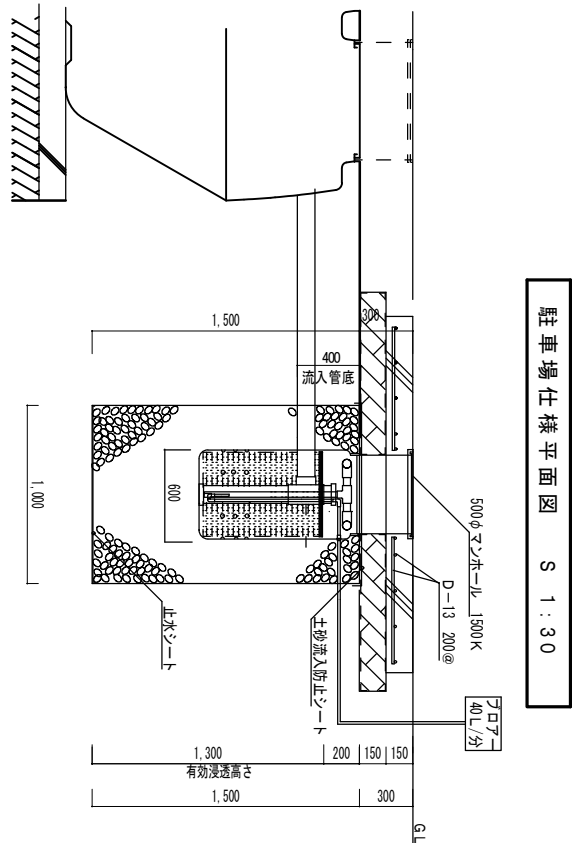 駐車場仕様平面図 S 1:30
500φマンホール 1500K
D-13 200@
ブロアー
40L/分
GL
1,500
300
400
流入管底
1,000
600
止水シート
土砂流入防止シート
1,300
200
150
150
有効浸透高さ
1,500
300